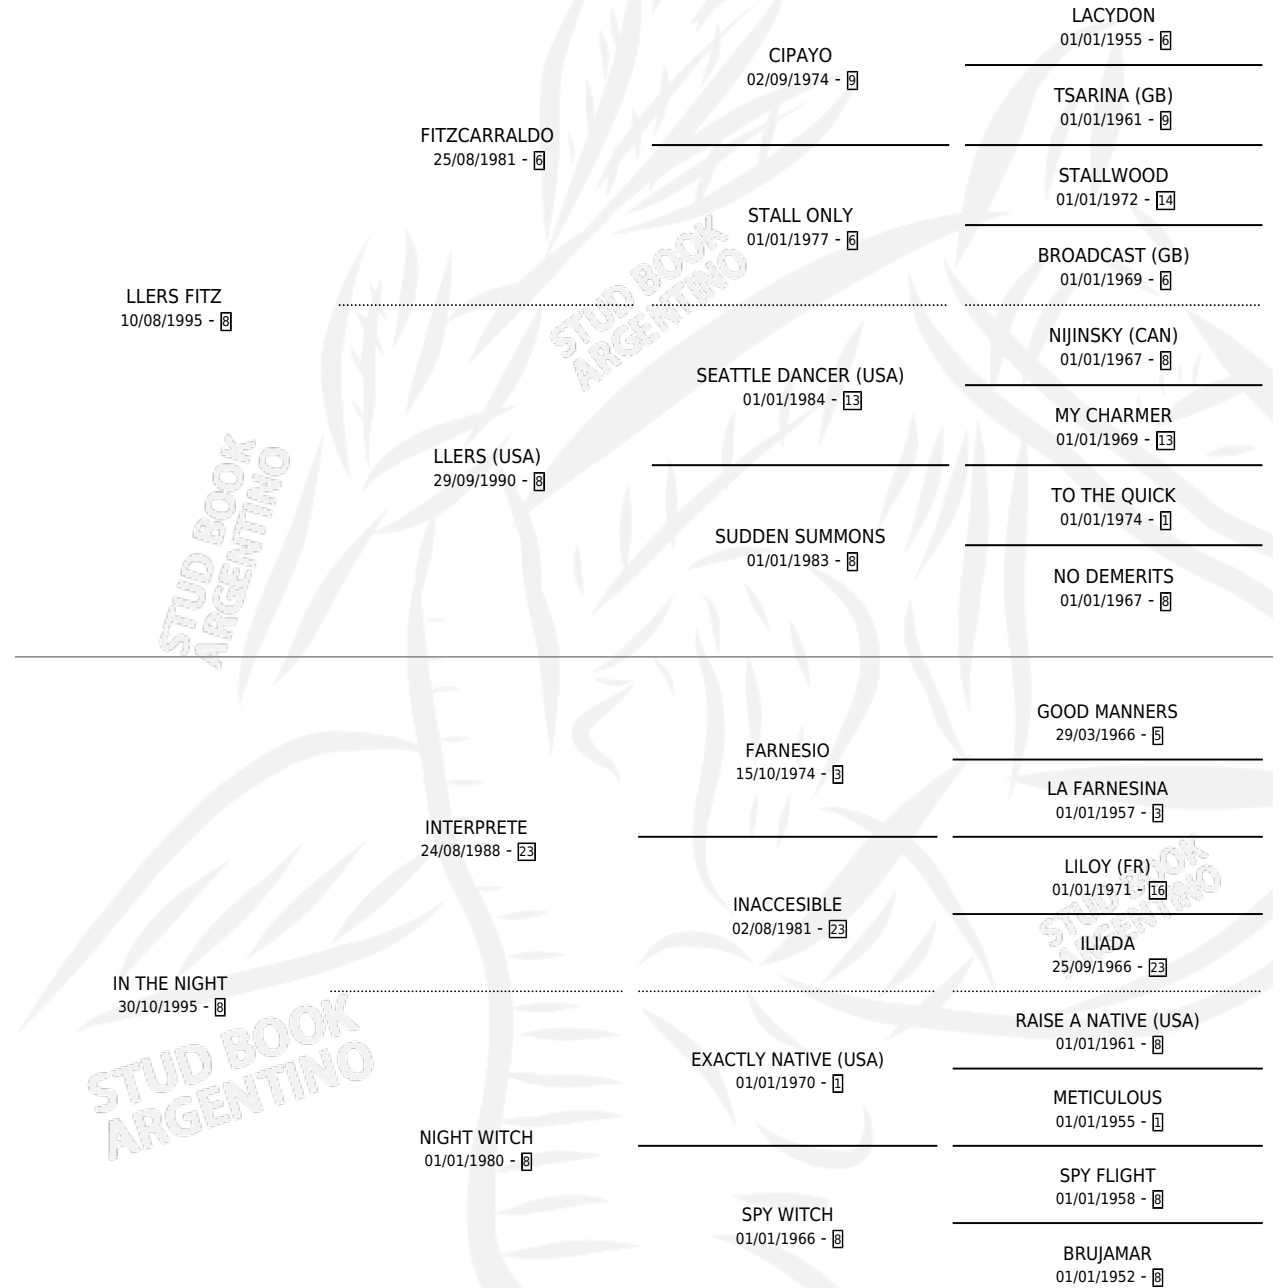 LACYDON
01/01/1955 - 6
CIPAYO
02/09/1974 - 9
TSARINA (GB)
01/01/1961 - 9
FITZCARRALDO
25/08/1981 - 6
STALLWOOD
01/01/1972 - 14
STALL ONLY
01/01/1977 - 6
BROADCAST (GB)
01/01/1969 - 6
LLERS FITZ
10/08/1995 - 8
NIJINSKY (CAN)
01/01/1967 - 8
SEATTLE DANCER (USA)
01/01/1984 - 13
MY CHARMER
01/01/1969 - 13
LLERS (USA)
29/09/1990 - 8
TO THE QUICK
01/01/1974 - 1
SUDDEN SUMMONS
01/01/1983 - 8
NO DEMERITS
01/01/1967 - 8
GOOD MANNERS
29/03/1966 - 5
FARNESIO
15/10/1974 - 3
LA FARNESINA
01/01/1957 - 3
INTERPRETE
24/08/1988 - 23
LILOY (FR)
01/01/1971 - 16
INACCESIBLE
02/08/1981 - 23
ILIADA
25/09/1966 - 23
IN THE NIGHT
30/10/1995 - 8
RAISE A NATIVE (USA)
01/01/1961 - 8
EXACTLY NATIVE (USA)
01/01/1970 - 1
METICULOUS
01/01/1955 - 1
NIGHT WITCH
01/01/1980 - 8
SPY FLIGHT
01/01/1958 - 8
SPY WITCH
01/01/1966 - 8
BRUJAMAR
01/01/1952 - 8
STUD BOOK
ARGENTINO
STUD BOOK
ARGENTINO
STUD BOOK
ARGENTINO
STUD BOOK
ARGENTINO